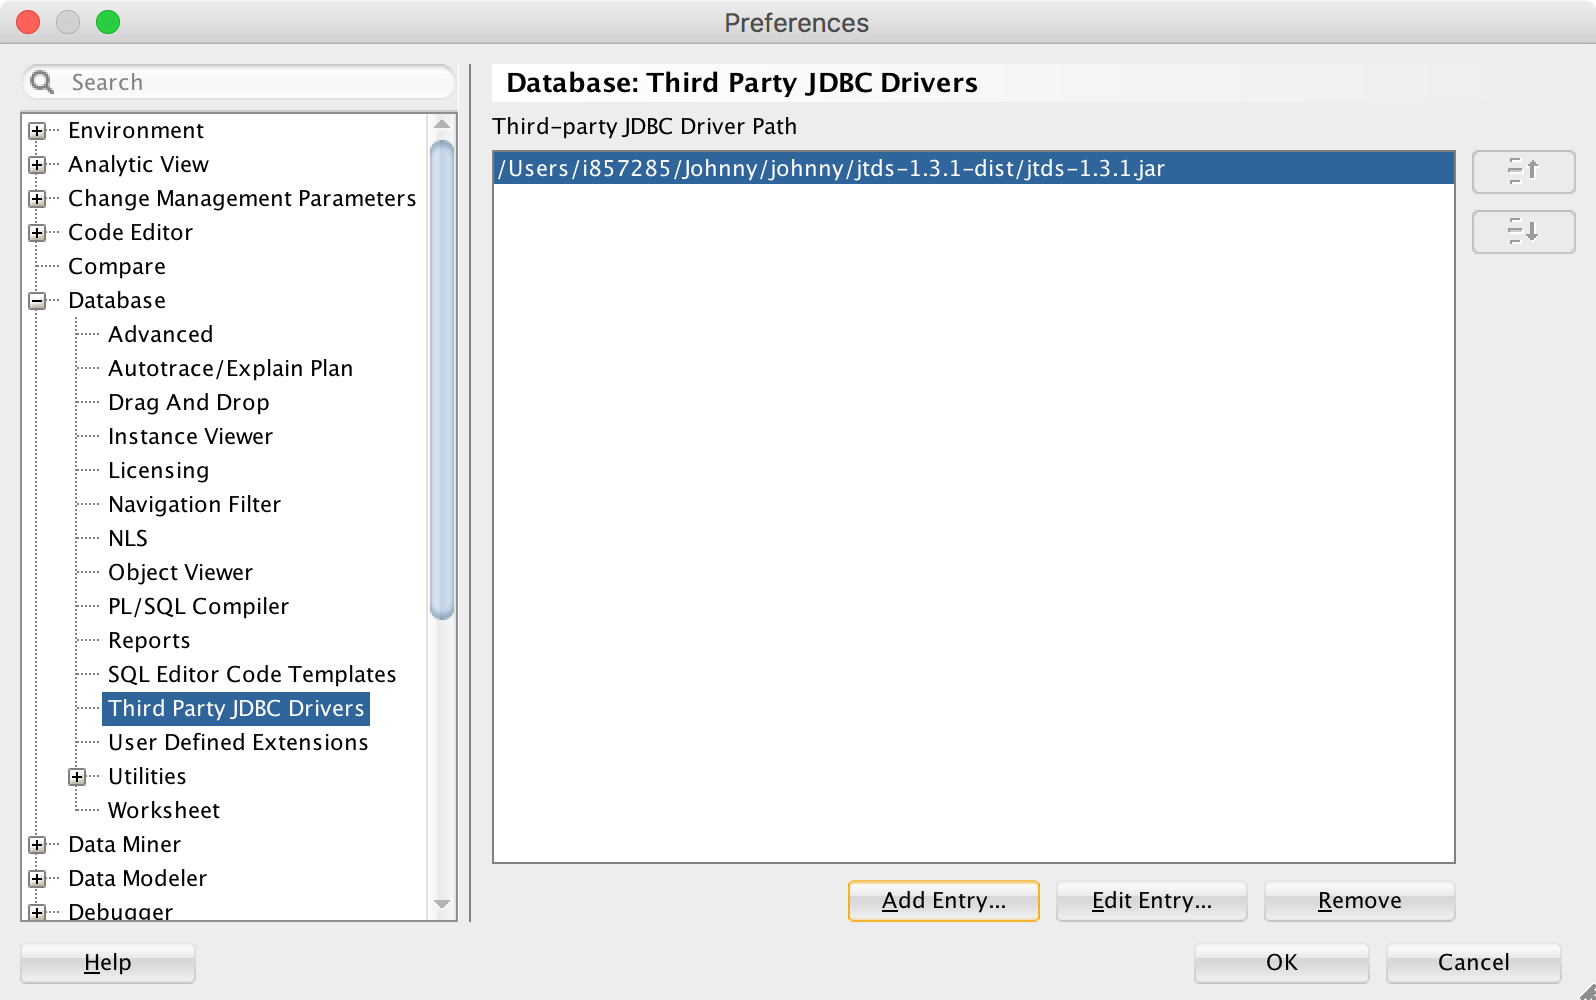 Preferences
Search
Environment
Analytic View
Change Management Parameters
Code Editor
Compare
Database
Advanced
Autotrace/Explain Plan
Drag And Drop
Instance Viewer
Licensing
Navigation Filter
NLS
Object Viewer
PL/SQL Compiler
Reports
SQL Editor Code Templates
Third Party JDBC Drivers
User Defined Extensions
Utilities
Worksheet
Data Miner
Data Modeler
Debugger
Database: Third Party JDBC Drivers
Third-party JDBC Driver Path
/Users/i857285/Johnny/johnny/jtds-1.3.1-dist/jtds-1.3.1.jar
Add Entry...
Edit Entry...
Remove
Help
OK
Cancel